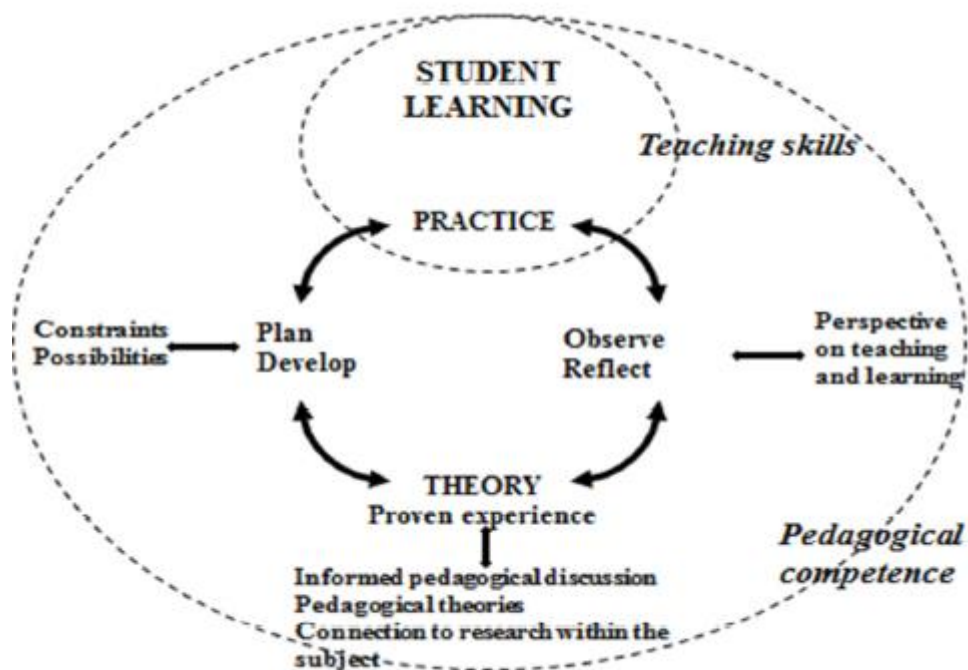 STUDENT
LEARNING
Teaching skills
PRACTICE
Constraints
Possibilities
Plan
Develop
Observe
Reflect
Perspective
on teaching
and learning
THEORY
Proven experience
Informed pedagogical discussion
Pedagogical theories
Connection to research within the
subject
Pedagogical
competence